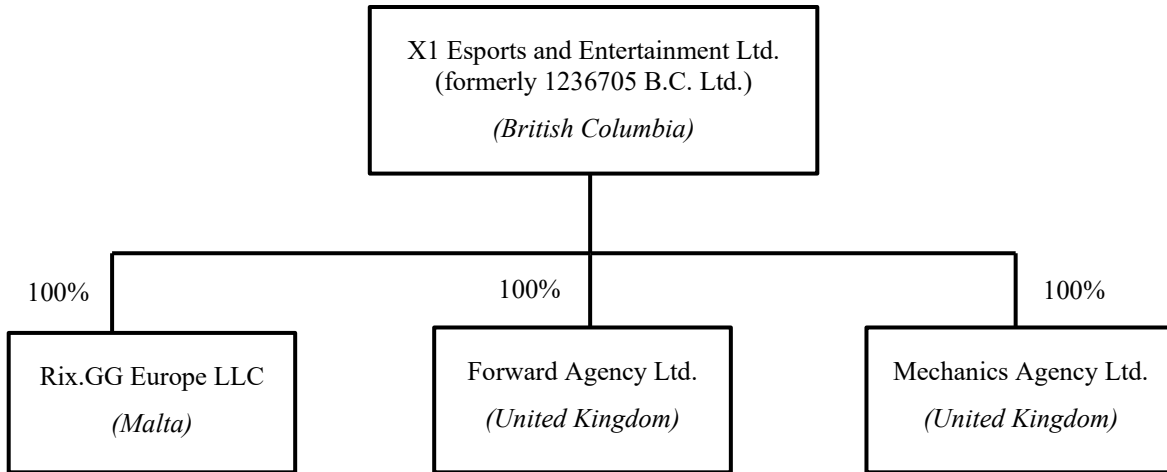 X1 Esports and Entertainment Ltd.
(formerly 1236705 B.C. Ltd.)
(British Columbia)
100%
100%
100%
Rix.GG Europe LLC
(Malta)
Forward Agency Ltd.
(United Kingdom)
Mechanics Agency Ltd.
(United Kingdom)